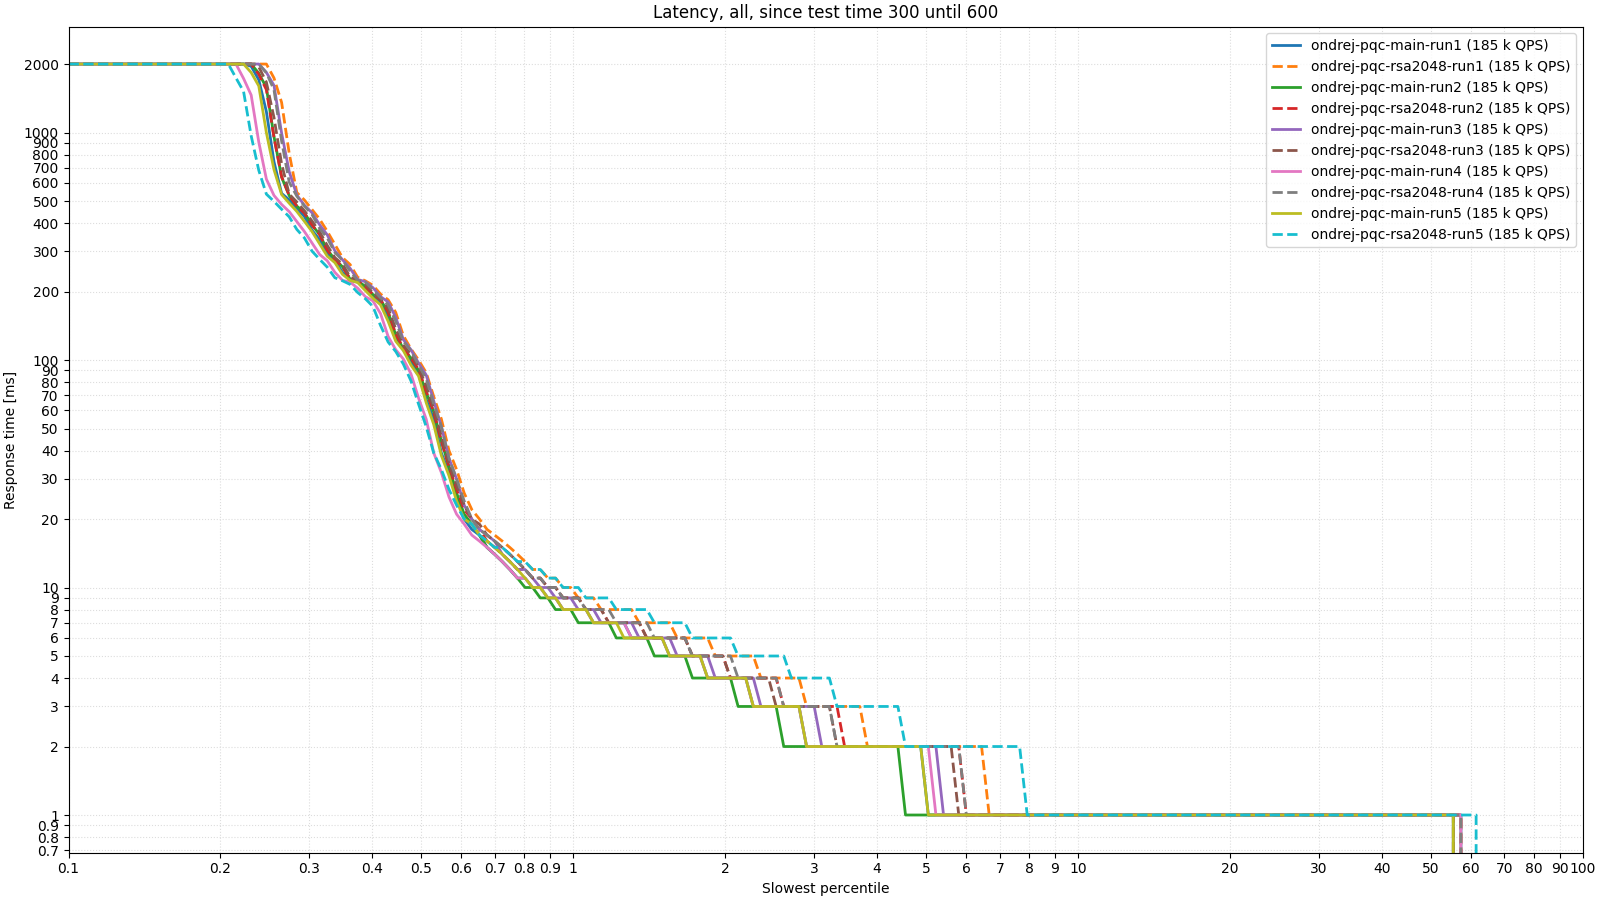 Latency, all, since test time 300 until 600
ondrej-pqc-main-run1 (185 k QPS)
ondrej-pqc-rsa2048-run1 (185 k QPS)
ondrej-pqc-main-run2 (185 k QPS)
ondrej-pqc-rsa2048-run2 (185 k QPS)
ondrej-pqc-main-run3 (185 k QPS)
ondrej-pqc-rsa2048-run3 (185 k QPS)
ondrej-pqc-main-run4 (185 k QPS)
ondrej-pqc-rsa2048-run4 (185 k QPS)
ondrej-pqc-main-run5 (185 k QPS)
ondrej-pqc-rsa2048-run5 (185 k QPS)
Response time [ms]
2000
1000
900
800
700
600
500
400
300
200
100
90
80
70
60
50
40
30
20
10
9
8
7
6
5
4
3
2
1
0.9
0.8
0.7
0.1 0.2 0.3 0.4 0.5 0.6 0.7 0.8 0.9 1 2 3 4 5 6 7 8 9 10 20 30 40 50 60 70 80 90 100
Slowest percentile